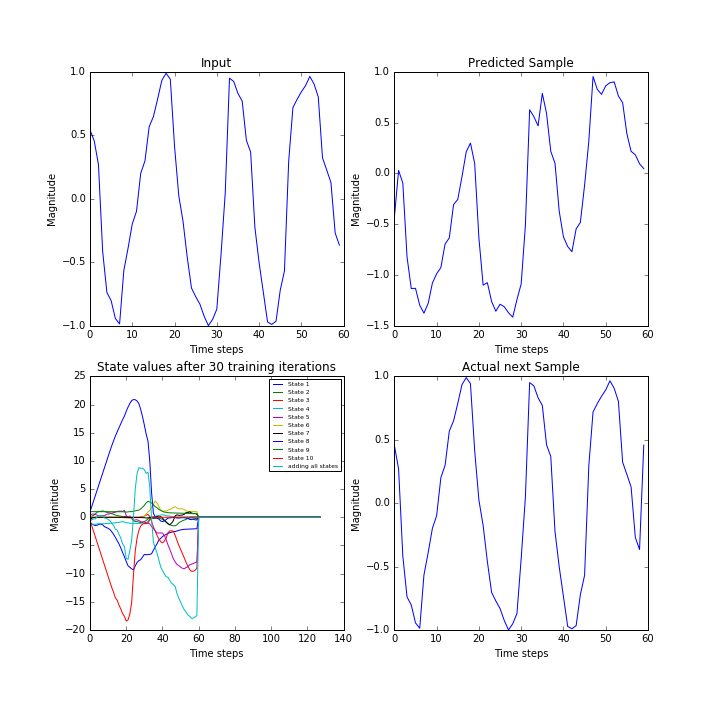 Input
1.0
0.5
0.0
−0.5
−1.0
Magnitude
0 10 20 30 40 50 60
Time steps
Predicted Sample
1.0
0.5
0.0
−0.5
−1.0
−1.5
Magnitude
0 10 20 30 40 50 60
Time steps
State values after 30 training iterations
25
20
15
10
5
0
−5
−10
−15
−20
Magnitude
State 1
State 2
State 3
State 4
State 5
State 6
State 7
State 8
State 9
State 10
adding all states
0 20 40 60 80 100 120 140
Time steps
Actual next Sample
1.0
0.5
0.0
−0.5
−1.0
Magnitude
0 10 20 30 40 50 60
Time steps